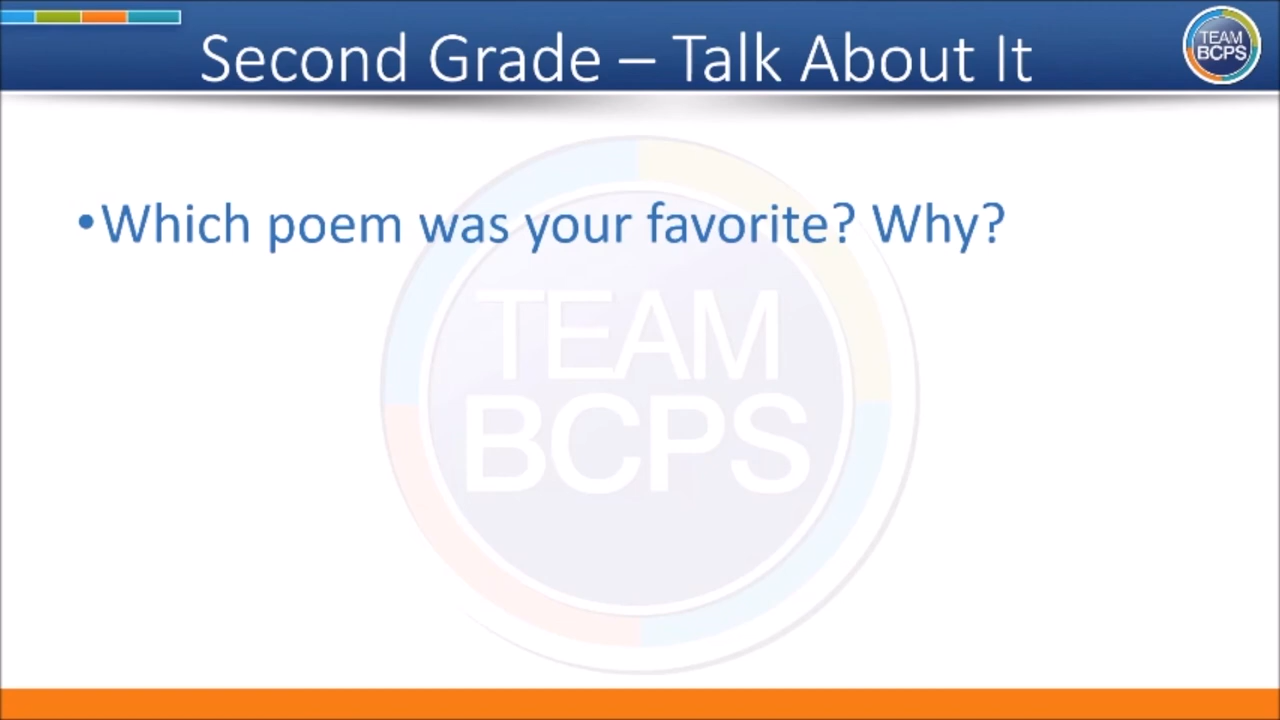 Second Grade – Talk About It
TEAM
BCPS
•Which poem was your favorite? Why?
TEAM
BCPS